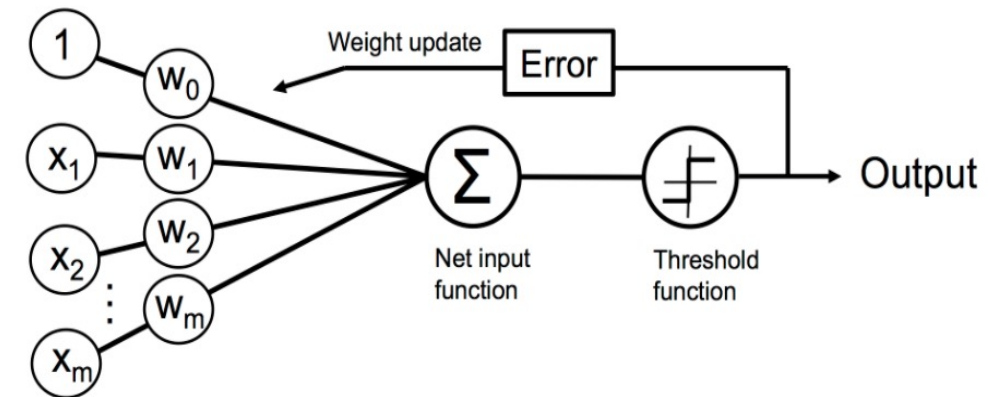 1
w₀
Weight update
Error
x₁
w₁
Σ
Output
x₂
w₂
Net input
function
Threshold
function
⋮
wₘ
xₘ